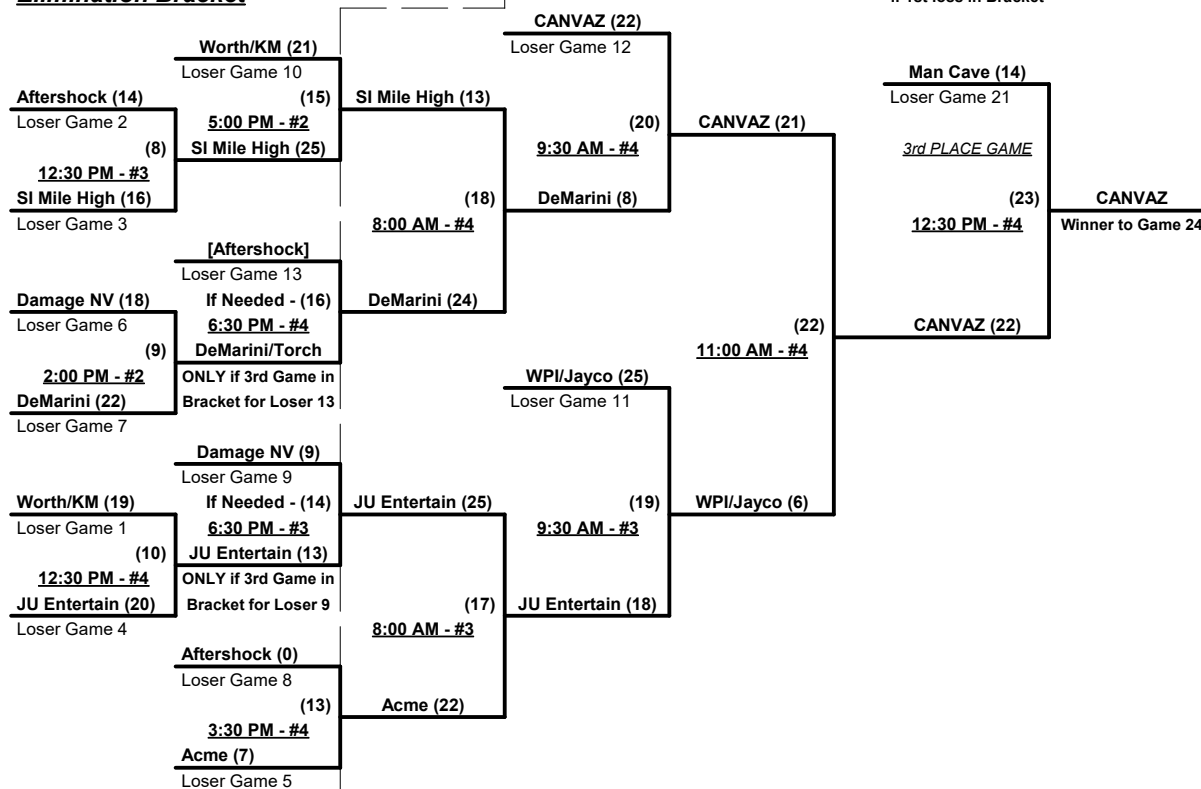 Elimination Bracket
If 1st loss in Bracket
CANVAZ (22)
Loser Game 12
Worth/KM (21)
Loser Game 10
Man Cave (14)
Loser Game 21
Aftershock (14)
Loser Game 2
(15)
5:00 PM - #2
SI Mile High (13)
(20)
9:30 AM - #4
CANVAZ (21)
3rd PLACE GAME
(8)
12:30 PM - #3
SI Mile High (25)
SI Mile High (16)
Loser Game 3
(18)
8:00 AM - #4
DeMarini (8)
(23)
12:30 PM - #4
CANVAZ
Winner to Game 24
[Aftershock]
Loser Game 13
Damage NV (18)
Loser Game 6
If Needed - (16)
6:30 PM - #4
DeMarini (24)
(22)
11:00 AM - #4
CANVAZ (22)
(9)
2:00 PM - #2
DeMarini/Torch
ONLY if 3rd Game in
Bracket for Loser 13
DeMarini (22)
Loser Game 7
WPI/Jayco (25)
Loser Game 11
Damage NV (9)
Loser Game 9
Worth/KM (19)
Loser Game 1
If Needed - (14)
6:30 PM - #3
JU Entertain (25)
(19)
9:30 AM - #3
WPI/Jayco (6)
(10)
12:30 PM - #4
JU Entertain (13)
ONLY if 3rd Game in
Bracket for Loser 9
JU Entertain (20)
Loser Game 4
(17)
8:00 AM - #3
JU Entertain (18)
Aftershock (0)
Loser Game 8
(13)
3:30 PM - #4
Acme (22)
Acme (7)
Loser Game 5